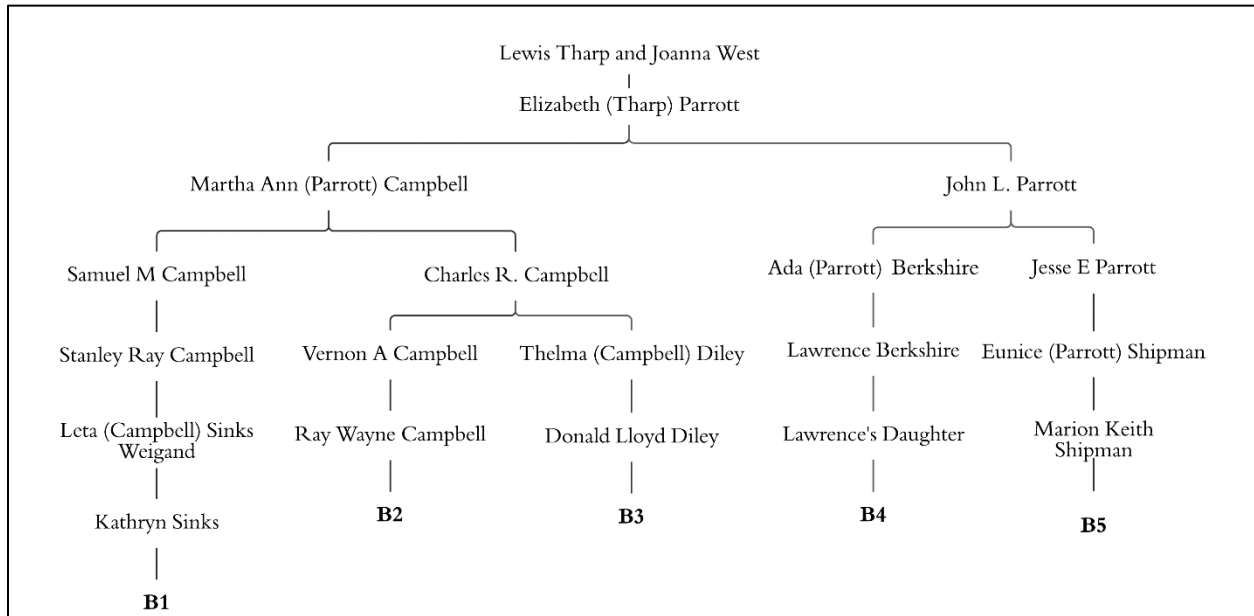 Lewis Tharp and Joanna West
Elizabeth (Tharp) Parrott
Martha Ann (Parrott) Campbell
John L. Parrott
Samuel M Campbell
Charles R. Campbell
Ada (Parrott) Berkshire
Jesse E Parrott
Stanley Ray Campbell
Vernon A Campbell
Thelma (Campbell) Diley
Lawrence Berkshire
Eunice (Parrott) Shipman
Leta (Campbell) Sinks
Weigand
Ray Wayne Campbell
Donald Lloyd Diley
Lawrence's Daughter
Marion Keith
Shipman
Kathryn Sinks
B2
B3
B4
B5
B1